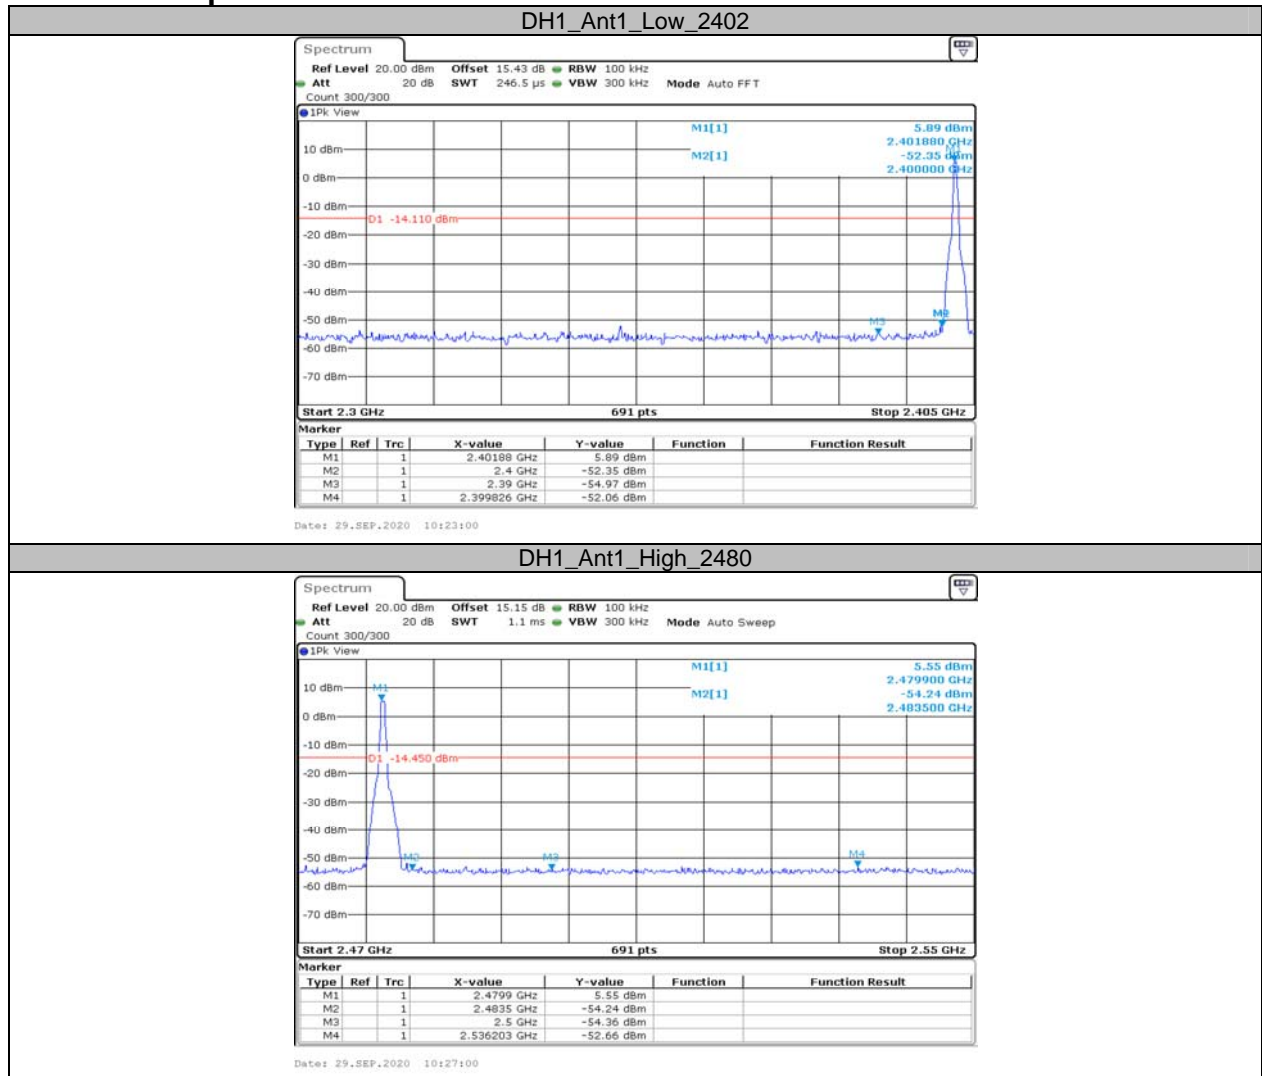 DH1_Ant1_Low_2402
Spectrum
Ref Level 20.00 dBm Offset 15.43 dB RBW 100 kHz
Att 20 dB SWT 246.5 µs VBW 300 kHz Mode Auto FFT
Count 300/300
1Pk View
M1[1] 5.89 dBm
2.401880 GHz
10 dBm M2[1] -52.35 dBm M1
0 dBm 2.400000 GHz
-10 dBm
D1 -14.110 dBm
-20 dBm
-30 dBm
-40 dBm
-50 dBm M3 M2
-60 dBm
-70 dBm
Start 2.3 GHz 691 pts Stop 2.405 GHz
Marker
Type Ref Trc X-value Y-value Function Function Result
M1 1 2.40188 GHz 5.89 dBm
M2 1 2.4 GHz -52.35 dBm
M3 1 2.39 GHz -54.97 dBm
M4 1 2.399826 GHz -52.06 dBm
Date: 29.SEP.2020 10:23:00
DH1_Ant1_High_2480
Spectrum
Ref Level 20.00 dBm Offset 15.15 dB RBW 100 kHz
Att 20 dB SWT 1.1 ms VBW 300 kHz Mode Auto Sweep
Count 300/300
1Pk View
M1[1] 5.55 dBm
2.479900 GHz
10 dBm M1 M2[1] -54.24 dBm
0 dBm 2.483500 GHz
-10 dBm
D1 -14.450 dBm
-20 dBm
-30 dBm
-40 dBm
-50 dBm M2 M3 M4
-60 dBm
-70 dBm
Start 2.47 GHz 691 pts Stop 2.55 GHz
Marker
Type Ref Trc X-value Y-value Function Function Result
M1 1 2.4799 GHz 5.55 dBm
M2 1 2.4835 GHz -54.24 dBm
M3 1 2.5 GHz -54.36 dBm
M4 1 2.536203 GHz -52.66 dBm
Date: 29.SEP.2020 10:27:00